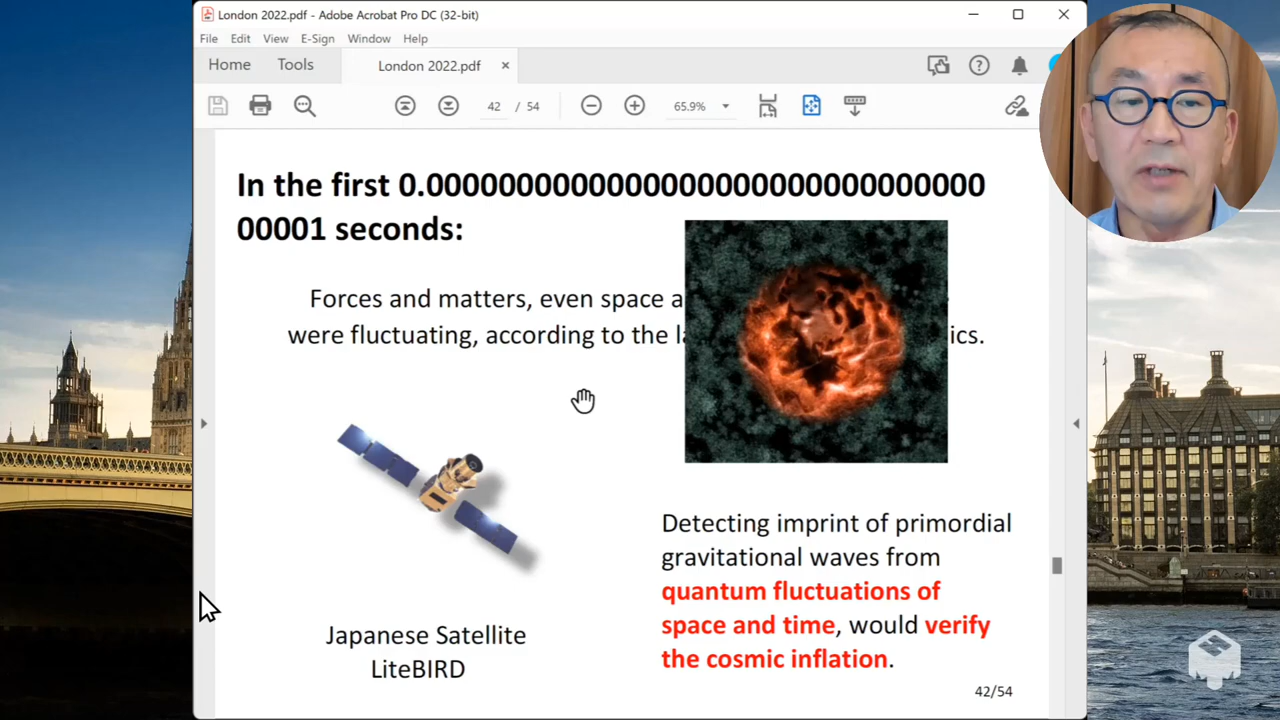 London 2022.pdf - Adobe Acrobat Pro DC (32-bit)
File Edit View E-Sign Window Help
Home Tools London 2022.pdf
42 / 54 65.9%
In the first 0.0000000000000000000000000000000
00001 seconds:
Forces and matters, even space a
were fluctuating, according to the la ics.
Japanese Satellite
LiteBIRD
Detecting imprint of primordial
gravitational waves from
quantum fluctuations of
space and time, would verify
the cosmic inflation.
42/54